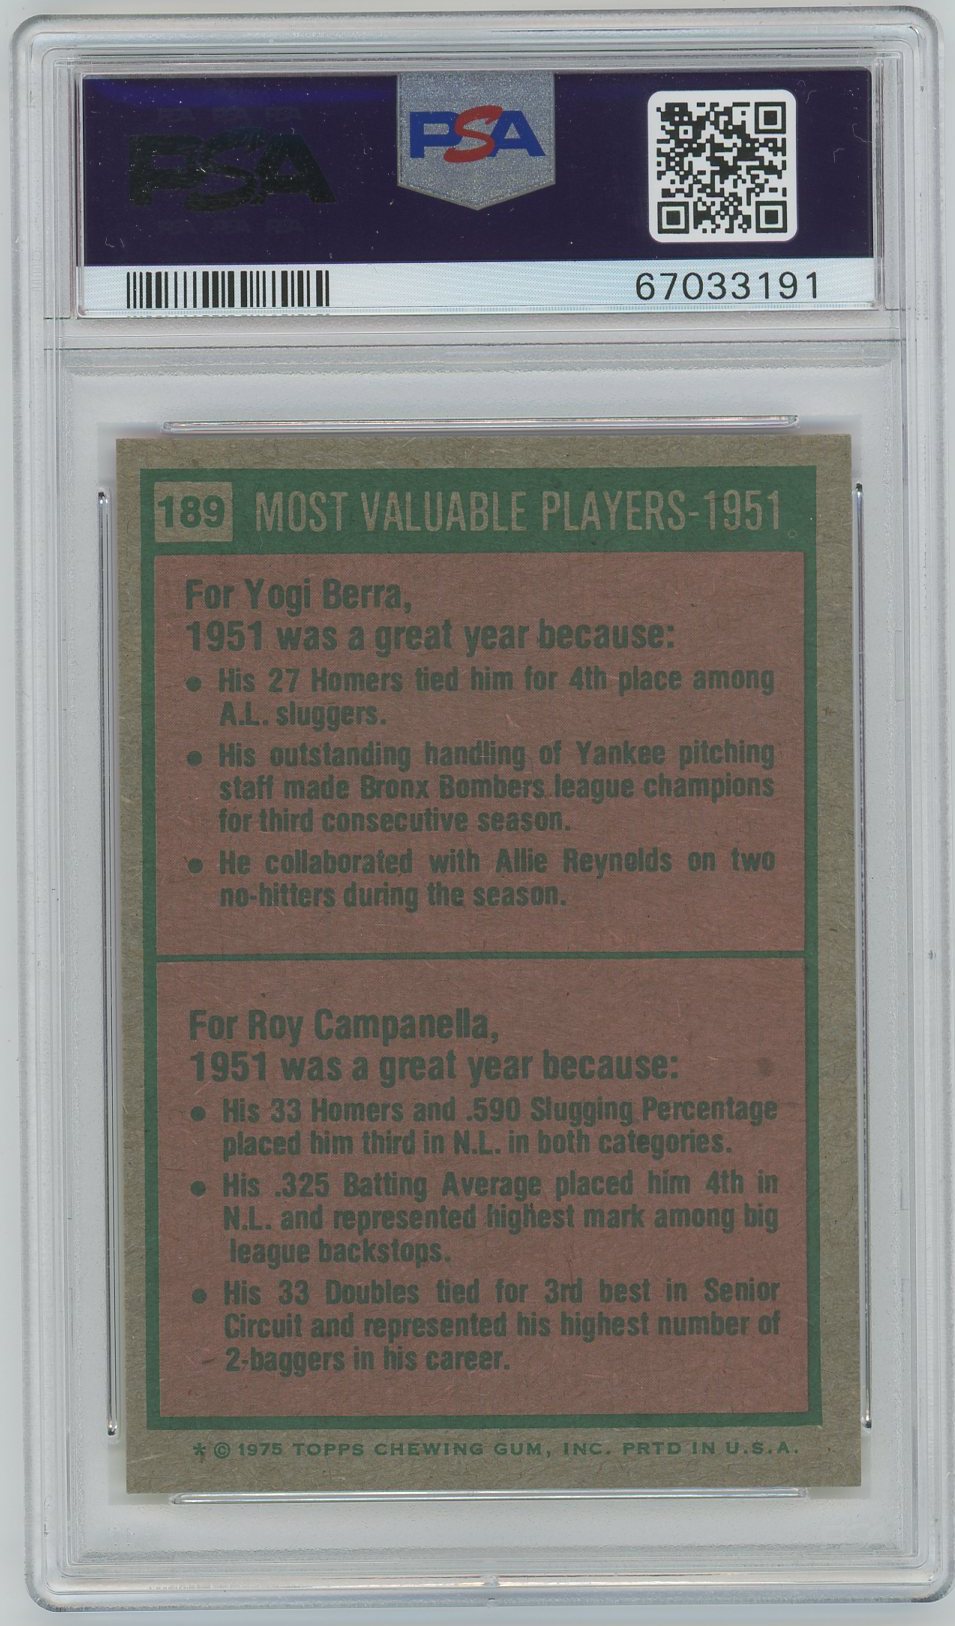 PSA
PSA
67033191
189 MOST VALUABLE PLAYERS-1951
For Yogi Berra,
1951 was a great year because:
• His 27 Homers tied him for 4th place among
A.L. sluggers.
• His outstanding handling of Yankee pitching
staff made Bronx Bombers league champions
for third consecutive season.
• He collaborated with Allie Reynolds on two
no-hitters during the season.
For Roy Campanella,
1951 was a great year because:
• His 33 Homers and .590 Slugging Percentage
placed him third in N.L. in both categories.
• His .325 Batting Average placed him 4th in
N.L. and represented highest mark among big
league backstops.
• His 33 Doubles tied for 3rd best in Senior
Circuit and represented his highest number of
2-baggers in his career.
* © 1975 TOPPS CHEWING GUM, INC. PRTD IN U.S.A.